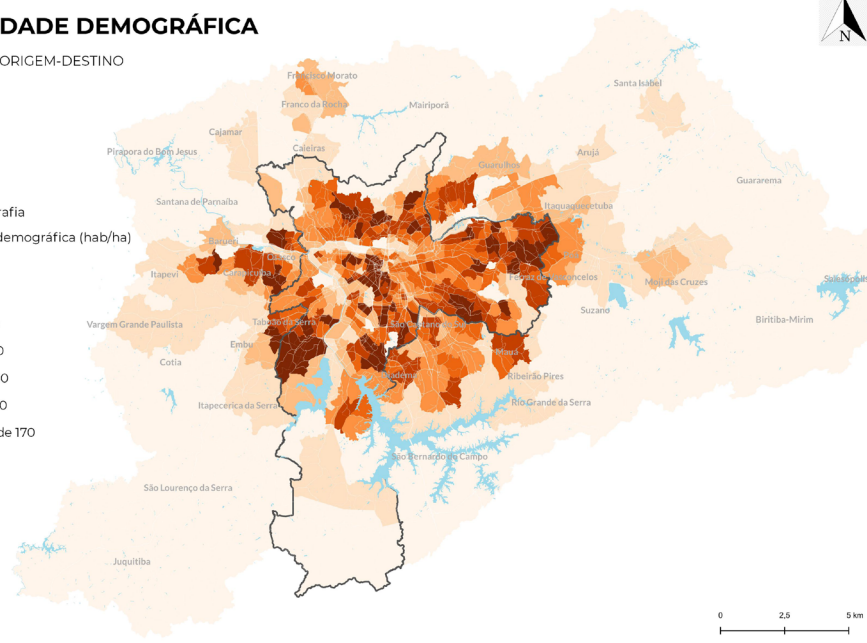 DADE DEMOGRÁFICA
ORIGEM-DESTINO
N
Francisco Morato
Santa Isabel
Franco da Rocha
Mairiporã
Cajamar
Caleiras
Pirapora do Bom Jesus
Guarulhos
Arujá
Guararema
Santana de Parnaíba
Itaquaquecetuba
rafia
demográfica (hab/ha)
Barueri
Osasco
Itapevi
Carapicuíba
Ferraz de Vasconcelos
Mogi das Cruzes
Salesópolis
Suzano
Biritiba-Mirim
Vargem Grande Paulista
Taboão da Serra
São Caetano do Sul
Embu
Mauá
0
Cotia
Diadema
Ribeirão Pires
0
Itapecerica da Serra
Rio Grande da Serra
0
de 170
São Bernardo do Campo
São Lourenço da Serra
Juquitiba
0 2,5 5 km